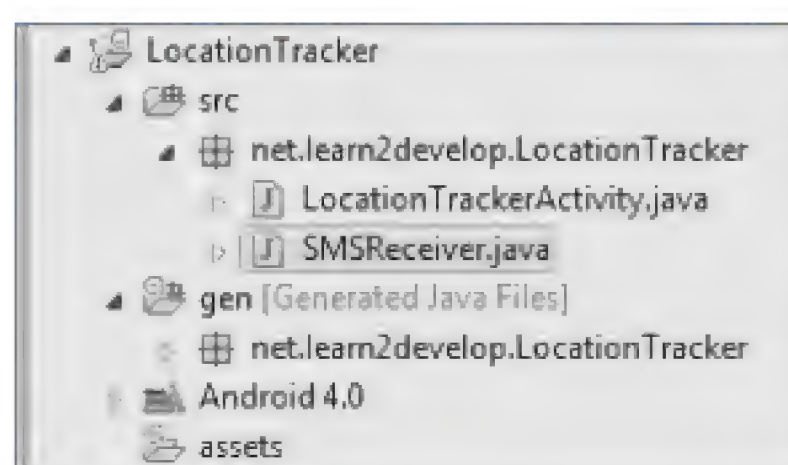 LocationTracker
src
net.learn2develop.LocationTracker
LocationTrackerActivity.java
SMSReceiver.java
gen [Generated Java Files]
net.learn2develop.LocationTracker
Android 4.0
assets